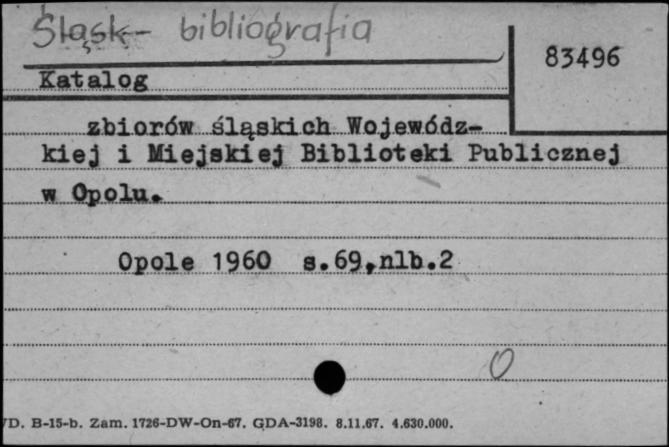 Śląsk - bibliografia
83496
Katalog
zbiorów śląskich Wojewódz-
kiej i Miejskiej Biblioteki Publicznej
w Opolu.
Opole 1960 s.69,nlb.2
0
/D. B-15-b. Zam. 1726-DW-On-67. GDA-3198. 8.11.67. 4.630.000.